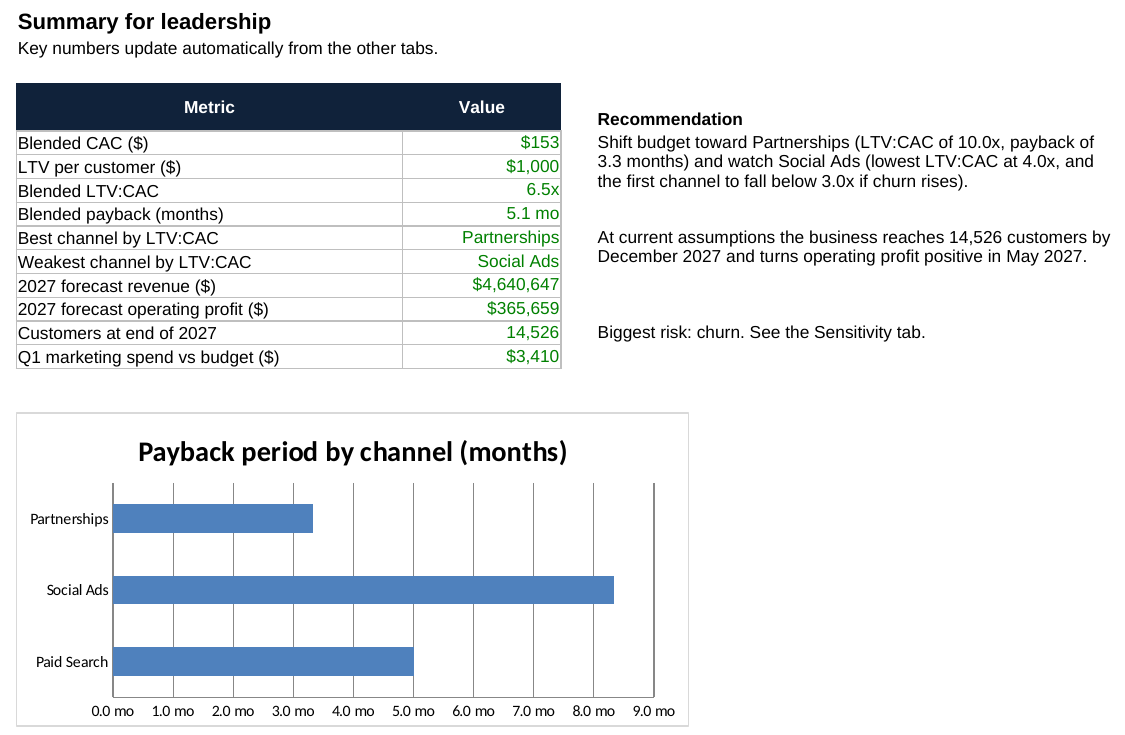 Summary for leadership
Key numbers update automatically from the other tabs.
Metric Value
Blended CAC ($) $153
LTV per customer ($) $1,000
Blended LTV:CAC 6.5x
Blended payback (months) 5.1 mo
Best channel by LTV:CAC Partnerships
Weakest channel by LTV:CAC Social Ads
2027 forecast revenue ($) $4,640,647
2027 forecast operating profit ($) $365,659
Customers at end of 2027 14,526
Q1 marketing spend vs budget ($) $3,410
Recommendation
Shift budget toward Partnerships (LTV:CAC of 10.0x, payback of
3.3 months) and watch Social Ads (lowest LTV:CAC at 4.0x, and
the first channel to fall below 3.0x if churn rises).
At current assumptions the business reaches 14,526 customers by
December 2027 and turns operating profit positive in May 2027.
Biggest risk: churn. See the Sensitivity tab.
Payback period by channel (months)
Partnerships
Social Ads
Paid Search
0.0 mo 1.0 mo 2.0 mo 3.0 mo 4.0 mo 5.0 mo 6.0 mo 7.0 mo 8.0 mo 9.0 mo